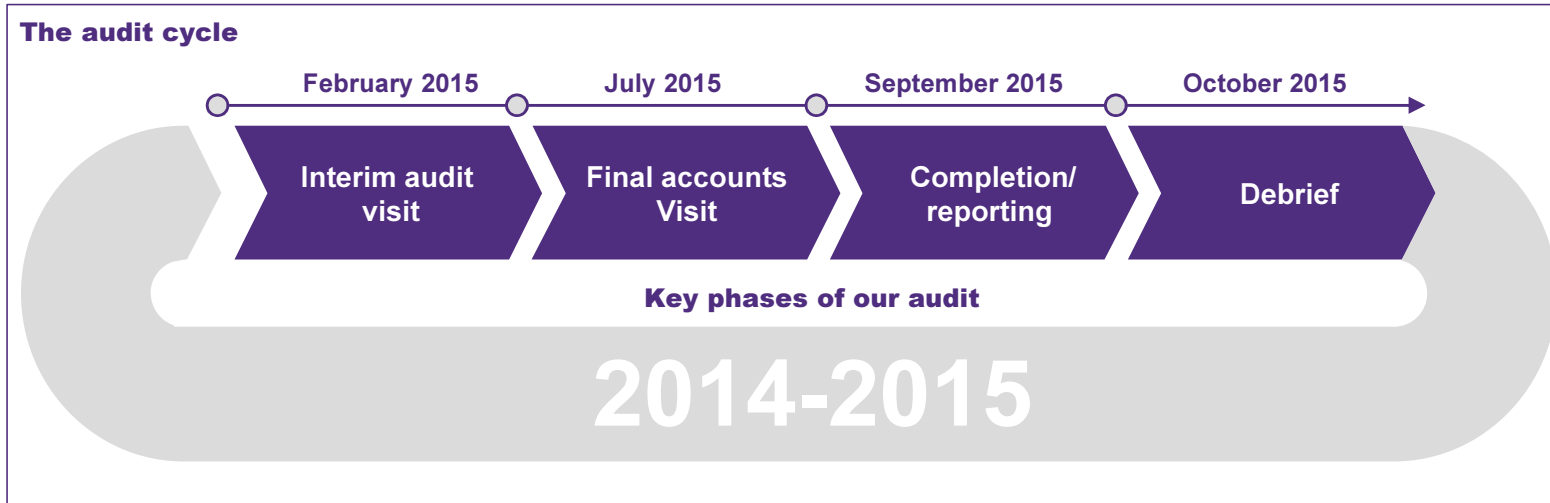 The audit cycle
February 2015 July 2015 September 2015 October 2015
Interim audit
visit
Final accounts
Visit
Completion/
reporting
Debrief
Key phases of our audit
2014-2015